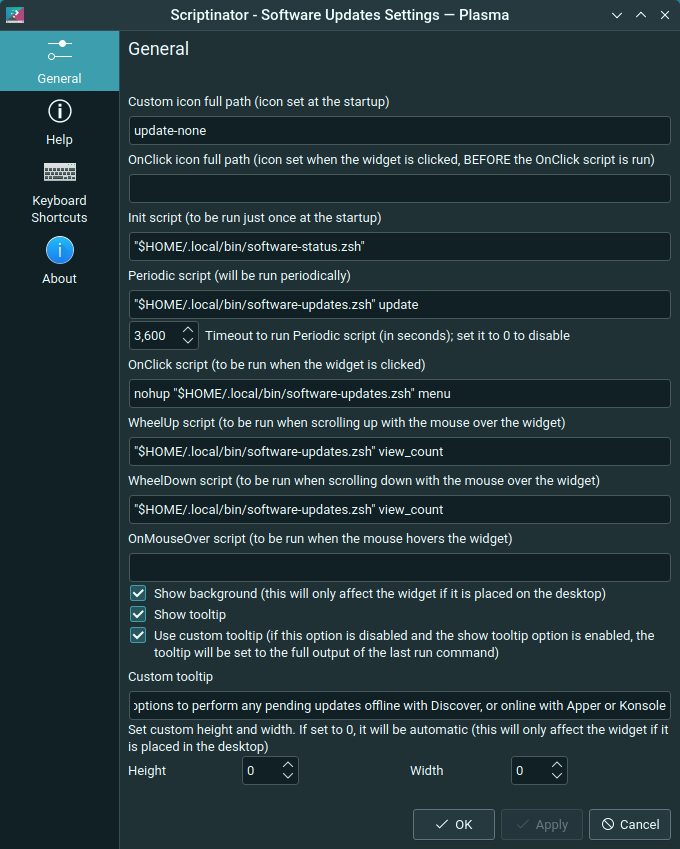 Scriptinator - Software Updates Settings — Plasma
General
Help
Keyboard
Shortcuts
About
General
Custom icon full path (icon set at the startup)
update-none
OnClick icon full path (icon set when the widget is clicked, BEFORE the OnClick script is run)
Init script (to be run just once at the startup)
"$HOME/.local/bin/software-status.zsh"
Periodic script (will be run periodically)
"$HOME/.local/bin/software-updates.zsh" update
3,600 Timeout to run Periodic script (in seconds); set it to 0 to disable
OnClick script (to be run when the widget is clicked)
nohup "$HOME/.local/bin/software-updates.zsh" menu
WheelUp script (to be run when scrolling up with the mouse over the widget)
"$HOME/.local/bin/software-updates.zsh" view_count
WheelDown script (to be run when scrolling down with the mouse over the widget)
"$HOME/.local/bin/software-updates.zsh" view_count
OnMouseOver script (to be run when the mouse hovers the widget)
Show background (this will only affect the widget if it is placed on the desktop)
Show tooltip
Use custom tooltip (if this option is disabled and the show tooltip option is enabled, the
tooltip will be set to the full output of the last run command)
Custom tooltip
options to perform any pending updates offline with Discover, or online with Apper or Konsole
Set custom height and width. If set to 0, it will be automatic (this will only affect the widget if it
is placed in the desktop)
Height 0 Width 0
OK Apply Cancel